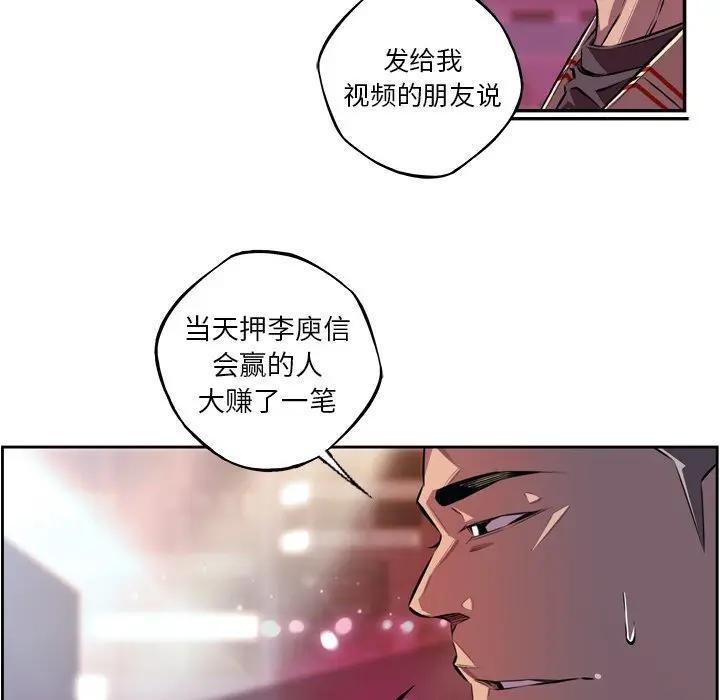 发给我
视频的朋友说
当天押李庾信
会赢的人
大赚了一笔